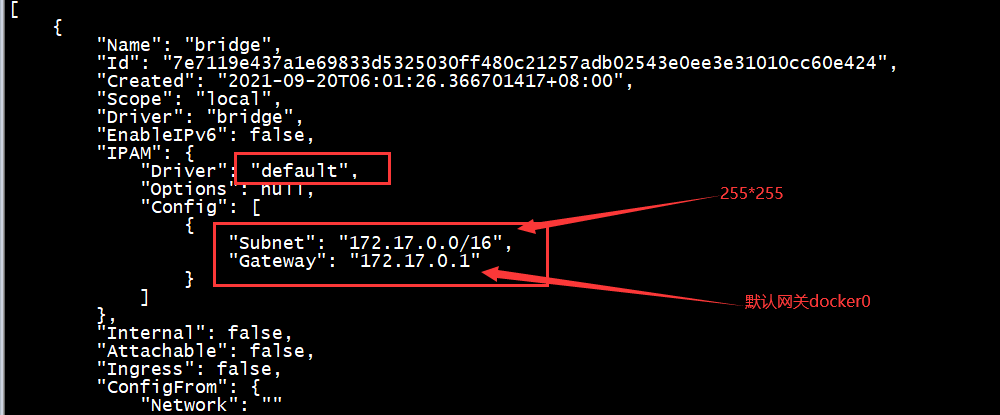 [
{
"Name": "bridge",
"Id": "7e7119e437a1e69833d5325030ff480c21257adb02543e0ee3e31010cc60e424",
"Created": "2021-09-20T06:01:26.366701417+08:00",
"Scope": "local",
"Driver": "bridge",
"EnableIPv6": false,
"IPAM": {
"Driver": "default",
"Options": null,
"Config": [
255*255
{
"Subnet": "172.17.0.0/16",
"Gateway": "172.17.0.1"
}
默认网关docker0
]
},
"Internal": false,
"Attachable": false,
"Ingress": false,
"ConfigFrom": {
"Network": ""